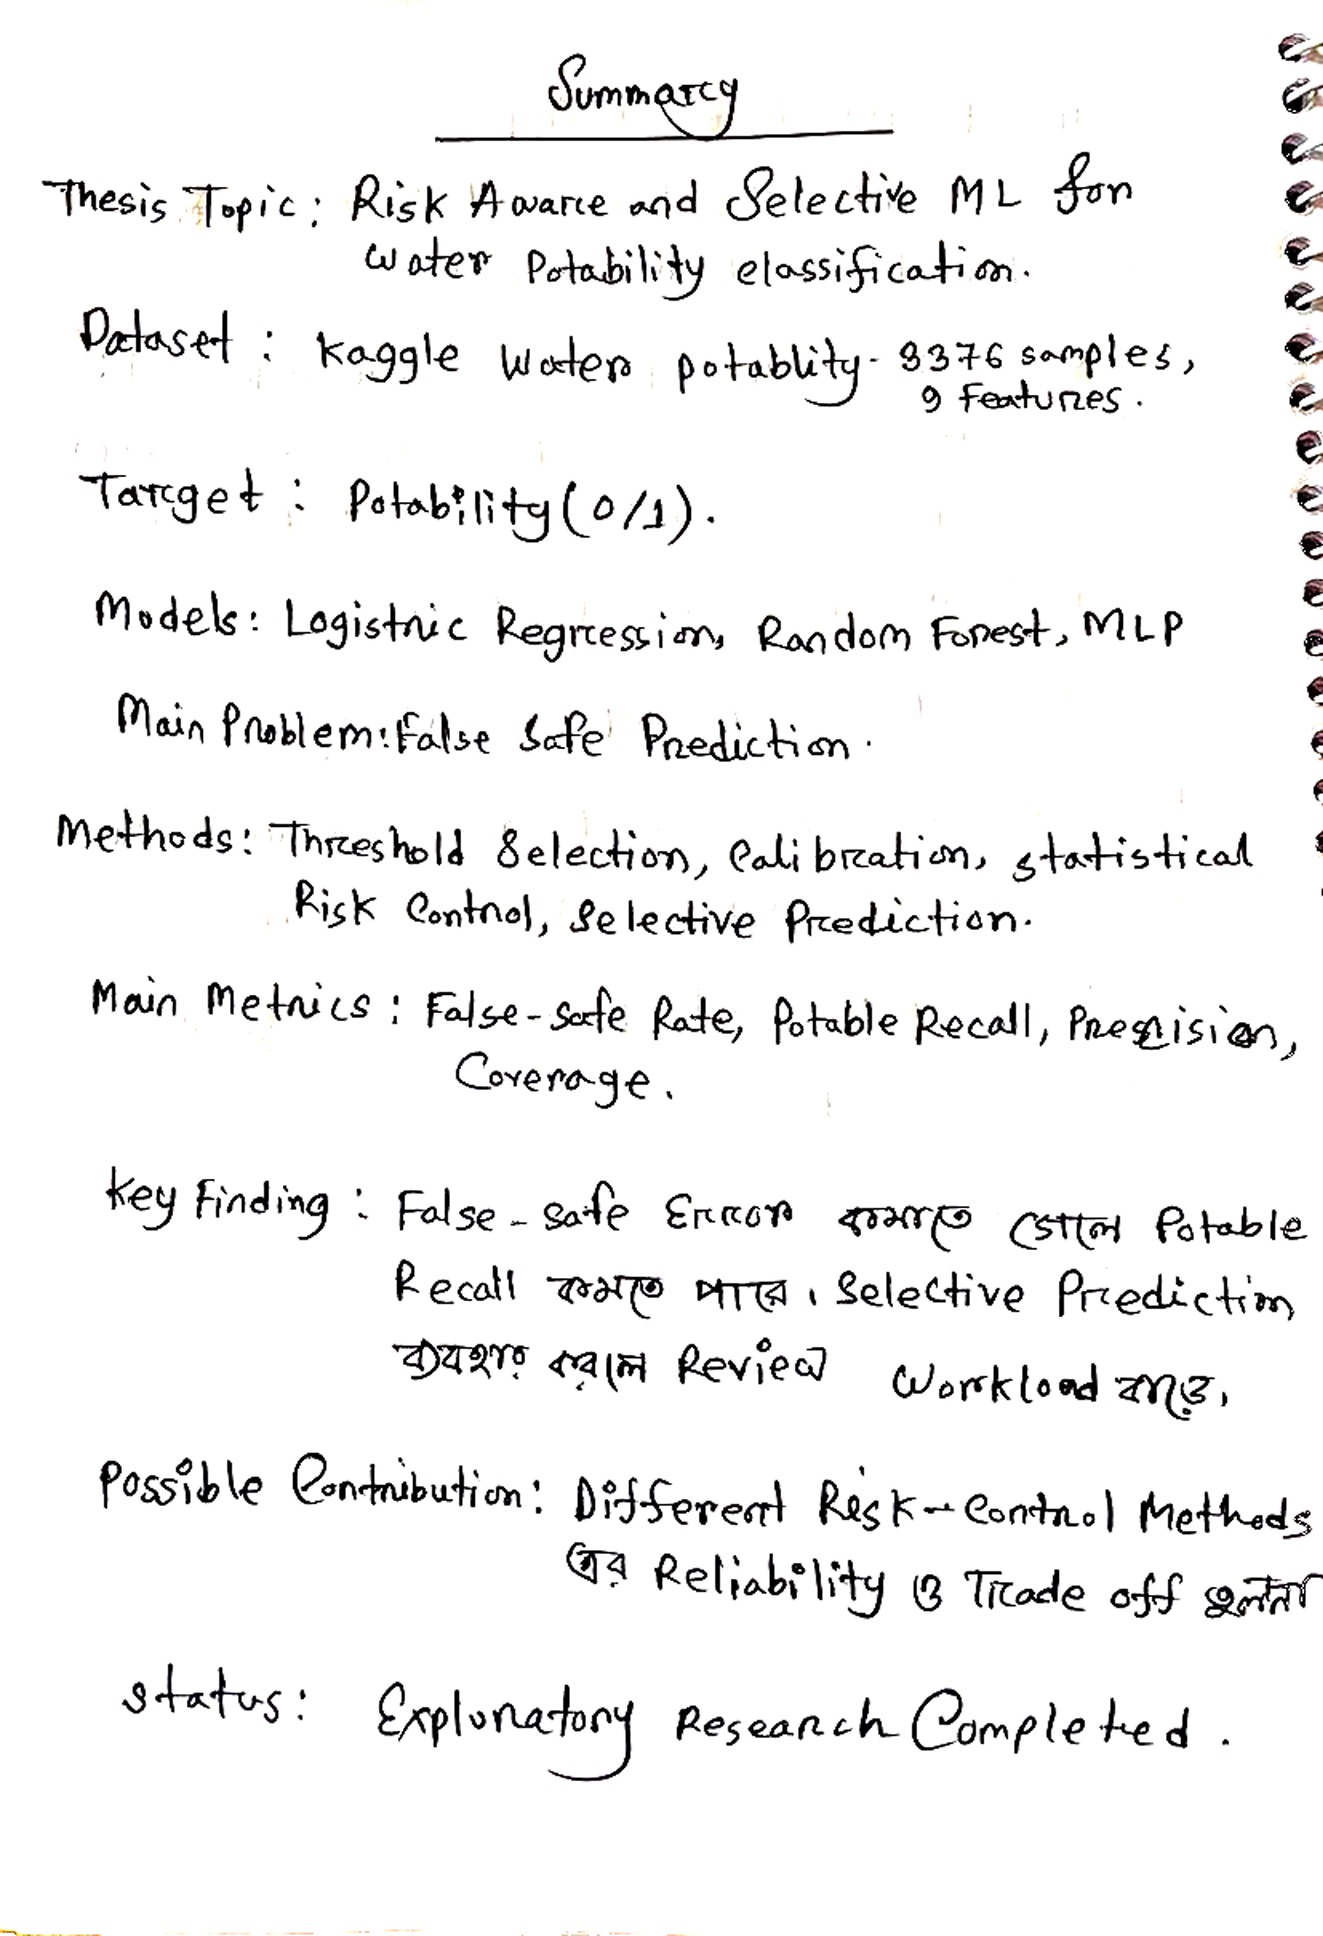 Summary
Thesis Topic: Risk Aware and Selective ML for
Water Potability classification.
Dataset: Kaggle Water potablity - 3376 samples,
9 Features.
Target: Potability (0/1).
Models: Logistric Regression, Random Forest, MLP
Main Problem: False Safe Prediction.
Methods: Threshold Selection, Calibration, statistical
Risk Control, Selective Prediction.
Main Metrics: False-safe Rate, Potable Recall, Precision,
Coverage.
Key Finding: False-safe Error কমাতে গেলে Potable
Recall কমতে পারে। Selective Prediction
ব্যবহার করলে Review Workload বাড়ে।
Possible Contribution: Different Risk-Control Methods
এর Reliability ও Trade off তুলনা
Status: Exploratory Research Completed.